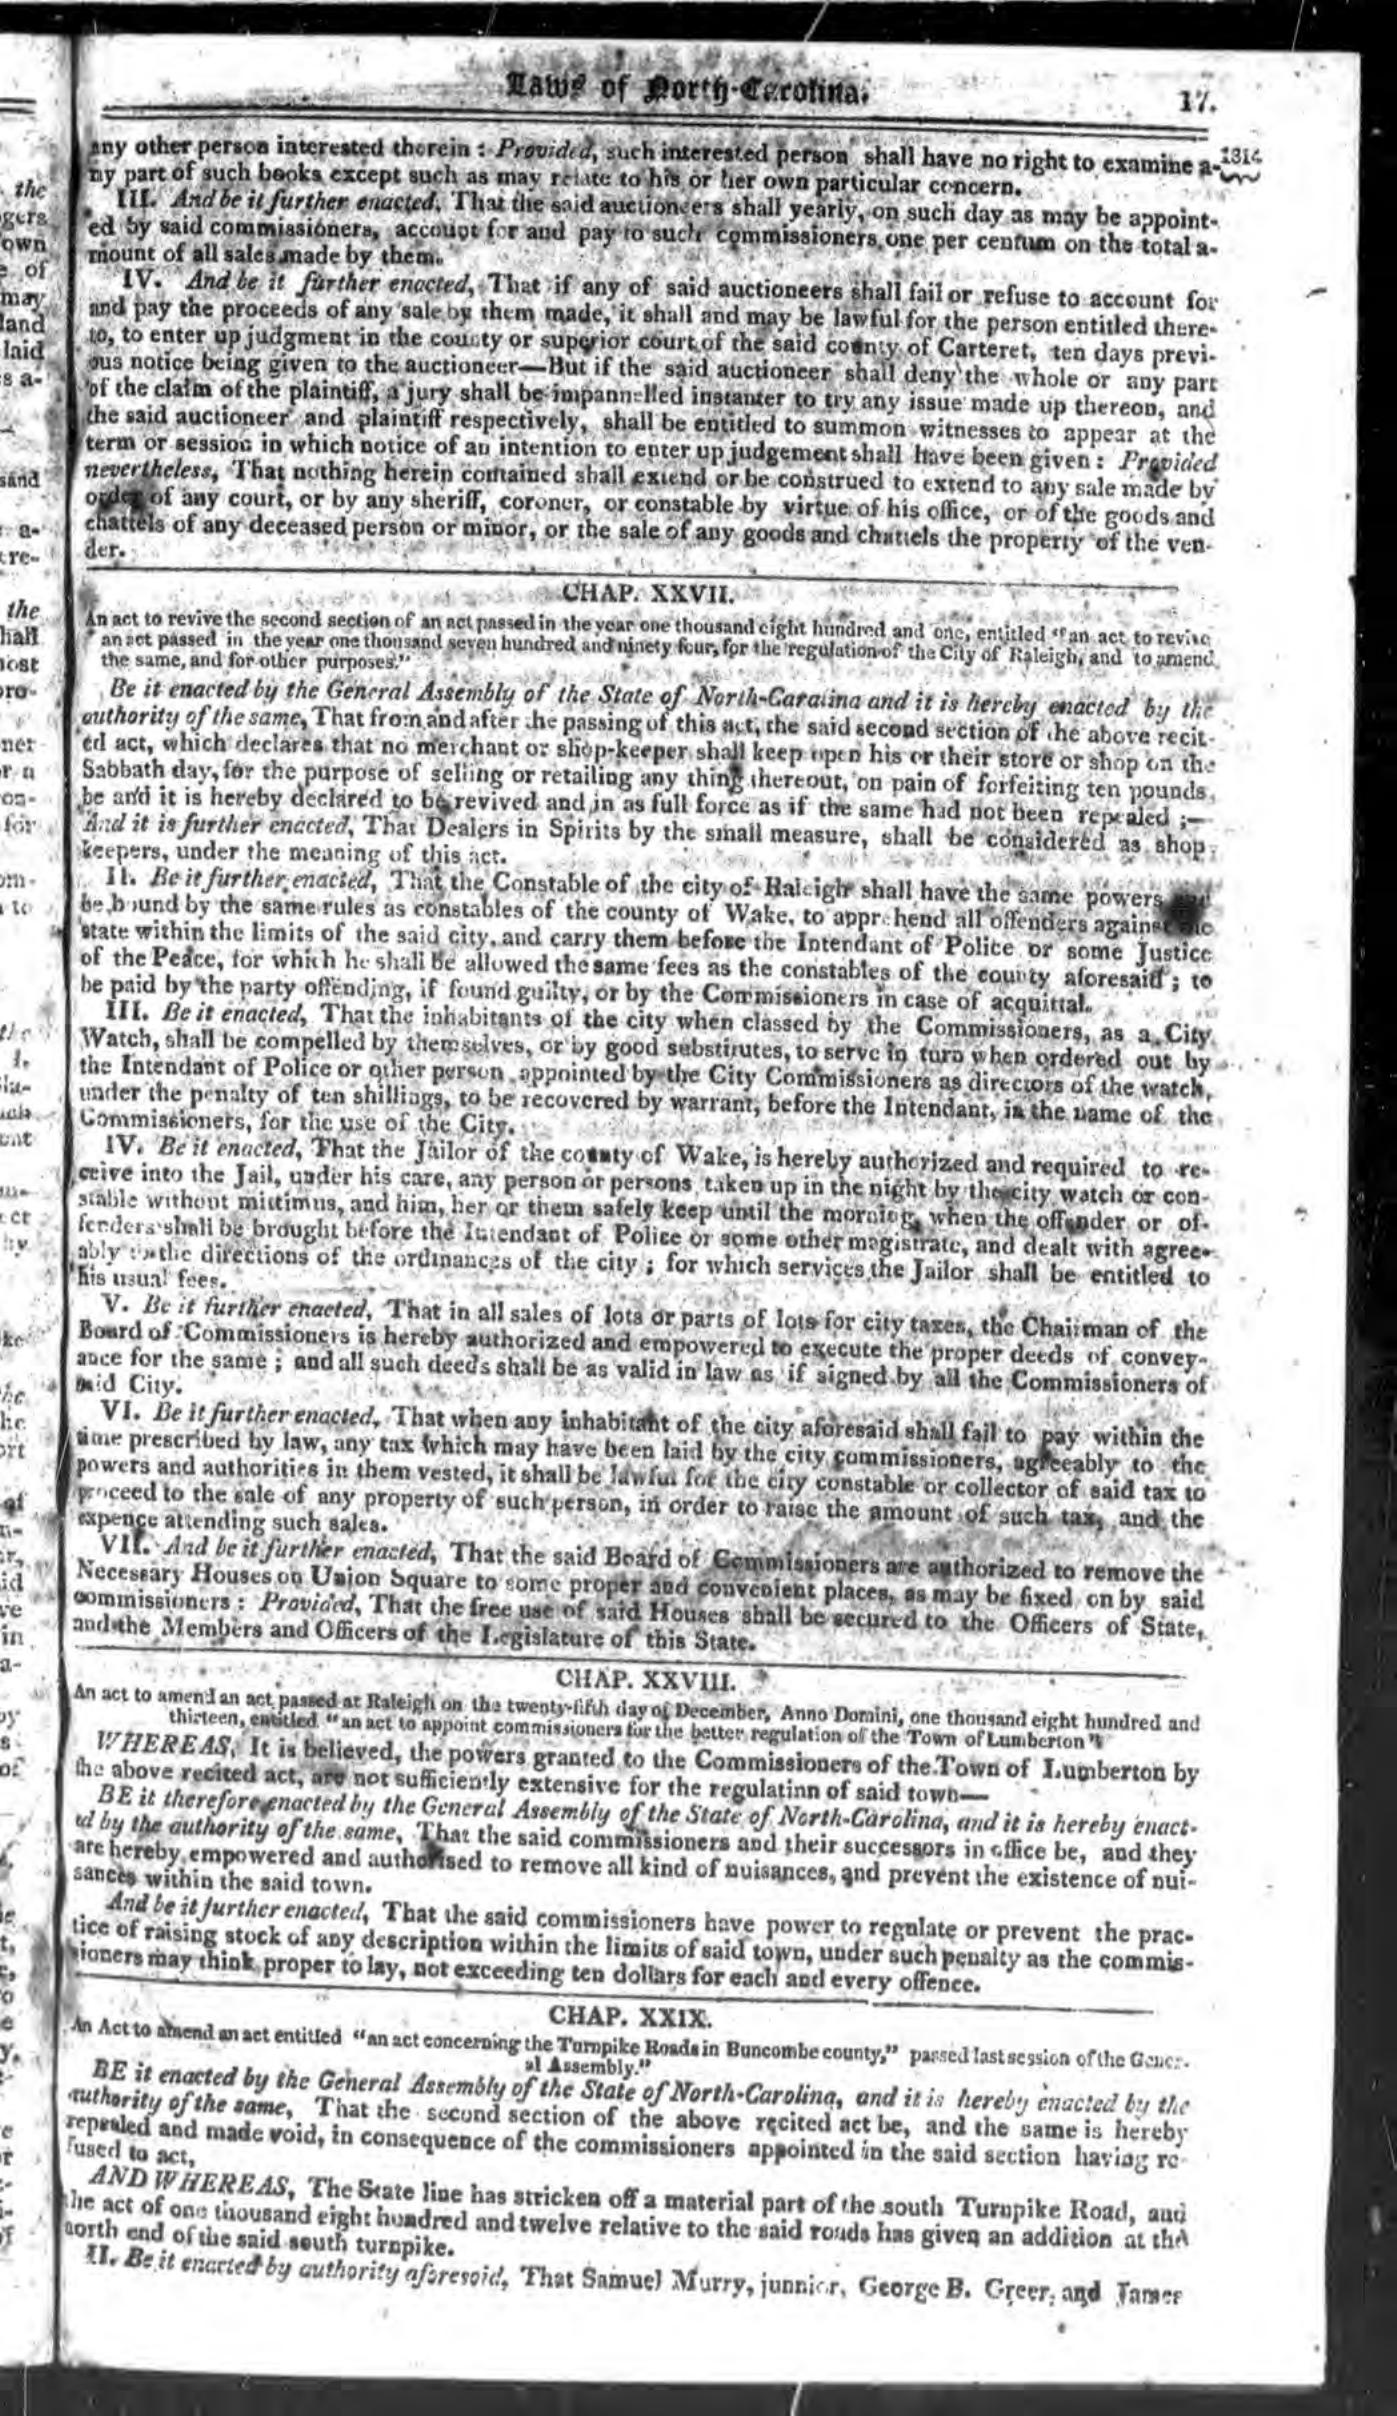 Laws of North-Carolina.
17.
any other person interested therein : Provided, such interested person shall have no right to examine a-
1814
ny part of such books except such as may relate to his or her own particular concern.
III. And be it further enacted, That the said auctioneers shall yearly, on such day as may be appoint-
ed by said commissioners, account for and pay to such commissioners one per centum on the total a-
mount of all sales made by them.
IV. And be it further enacted, That if any of said auctioneers shall fail or refuse to account for
and pay the proceeds of any sale by them made, it shall and may be lawful for the person entitled there-
to, to enter up judgment in the county or superior court of the said county of Carteret, ten days previ-
ous notice being given to the auctioneer—But if the said auctioneer shall deny the whole or any part
of the claim of the plaintiff, a jury shall be impannelled instanter to try any issue made up thereon, and
the said auctioneer and plaintiff respectively, shall be entitled to summon witnesses to appear at the
term or session in which notice of an intention to enter up judgement shall have been given : Provided
nevertheless, That nothing herein contained shall extend or be construed to extend to any sale made by
order of any court, or by any sheriff, coroner, or constable by virtue of his office, or of the goods and
chattels of any deceased person or minor, or the sale of any goods and chattels the property of the ven-
der.
CHAP. XXVII.
An act to revive the second section of an act passed in the year one thousand eight hundred and one, entitled "an act to revise
an act passed in the year one thousand seven hundred and ninety four, for the regulation of the City of Raleigh, and to amend
the same, and for other purposes."
Be it enacted by the General Assembly of the State of North-Carolina and it is hereby enacted by the
authority of the same, That from and after the passing of this act, the said second section of the above recit-
ed act, which declares that no merchant or shop-keeper shall keep open his or their store or shop on the
Sabbath day, for the purpose of selling or retailing any thing thereout, on pain of forfeiting ten pounds,
be and it is hereby declared to be revived and in as full force as if the same had not been repealed ;—
And it is further enacted, That Dealers in Spirits by the small measure, shall be considered as shop
keepers, under the meaning of this act.
II. Be it further enacted, That the Constable of the city of Raleigh shall have the same powers
be bound by the same rules as constables of the county of Wake, to apprehend all offenders against the
state within the limits of the said city, and carry them before the Intendant of Police or some Justice
of the Peace, for which he shall be allowed the same fees as the constables of the county aforesaid ; to
be paid by the party offending, if found guilty, or by the Commissioners in case of acquittal.
III. Be it enacted, That the inhabitants of the city when classed by the Commissioners, as a City
Watch, shall be compelled by themselves, or by good substitutes, to serve in turn when ordered out by
the Intendant of Police or other person appointed by the City Commissioners as directors of the watch,
under the penalty of ten shillings, to be recovered by warrant, before the Intendant, in the name of the
Commissioners, for the use of the City.
IV. Be it enacted, That the Jailor of the county of Wake, is hereby authorized and required to re-
ceive into the Jail, under his care, any person or persons taken up in the night by the city watch or con-
stable without mittimus, and him, her or them safely keep until the morning, when the offender or of-
fenders shall be brought before the Intendant of Police or some other magistrate, and dealt with agree-
ably to the directions of the ordinances of the city ; for which services the Jailor shall be entitled to
his usual fees.
V. Be it further enacted, That in all sales of lots or parts of lots for city taxes, the Chairman of the
Board of Commissioners is hereby authorized and empowered to execute the proper deeds of convey-
ance for the same ; and all such deeds shall be as valid in law as if signed by all the Commissioners of
said City.
VI. Be it further enacted, That when any inhabitant of the city aforesaid shall fail to pay within the
time prescribed by law, any tax which may have been laid by the city commissioners, agreeably to the
powers and authorities in them vested, it shall be lawful for the city constable or collector of said tax to
proceed to the sale of any property of such person, in order to raise the amount of such tax, and the
expence attending such sales.
VII. And be it further enacted, That the said Board of Commissioners are authorized to remove the
Necessary Houses on Union Square to some proper and convenient places, as may be fixed on by said
commissioners : Provided, That the free use of said Houses shall be secured to the Officers of State,
and the Members and Officers of the Legislature of this State.
CHAP. XXVIII.
An act to amend an act passed at Raleigh on the twenty-fifth day of December, Anno Domini, one thousand eight hundred and
thirteen, entitled "an act to appoint commissioners for the better regulation of the Town of Lumberton"
WHEREAS, It is believed, the powers granted to the Commissioners of the Town of Lumberton by
the above recited act, are not sufficiently extensive for the regulatinn of said town—
BE it therefore enacted by the General Assembly of the State of North-Carolina, and it is hereby enact-
ed by the authority of the same, That the said commissioners and their successors in office be, and they
are hereby empowered and authorised to remove all kind of nuisances, and prevent the existence of nui-
sances within the said town.
And be it further enacted, That the said commissioners have power to regulate or prevent the prac-
tice of raising stock of any description within the limits of said town, under such penalty as the commis-
sioners may think proper to lay, not exceeding ten dollars for each and every offence.
CHAP. XXIX.
An Act to amend an act entitled "an act concerning the Turnpike Roads in Buncombe county," passed last session of the Gener-
al Assembly."
BE it enacted by the General Assembly of the State of North-Carolina, and it is hereby enacted by the
authority of the same, That the second section of the above recited act be, and the same is hereby
repealed and made void, in consequence of the commissioners appointed in the said section having re-
fused to act,
AND WHEREAS, The State line has stricken off a material part of the south Turnpike Road, and
the act of one thousand eight hundred and twelve relative to the said roads has given an addition at the
north end of the said south turnpike.
II. Be it enacted by authority aforesaid, That Samuel Murry, junnior, George B. Greer, and James